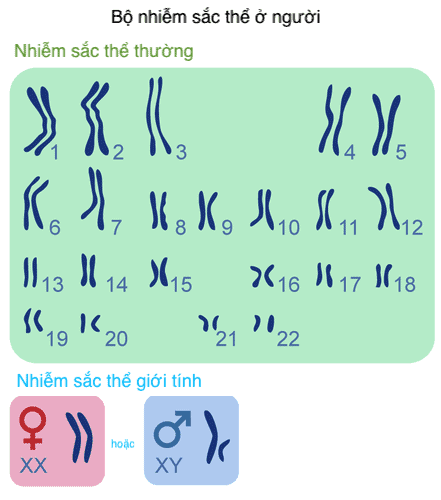 Bộ nhiễm sắc thể ở người
Nhiễm sắc thể thường
1 2 3 4 5
6 7 8 9 10 11 12
13 14 15 16 17 18
19 20 21 22
Nhiễm sắc thể giới tính
hoặc
XX XY